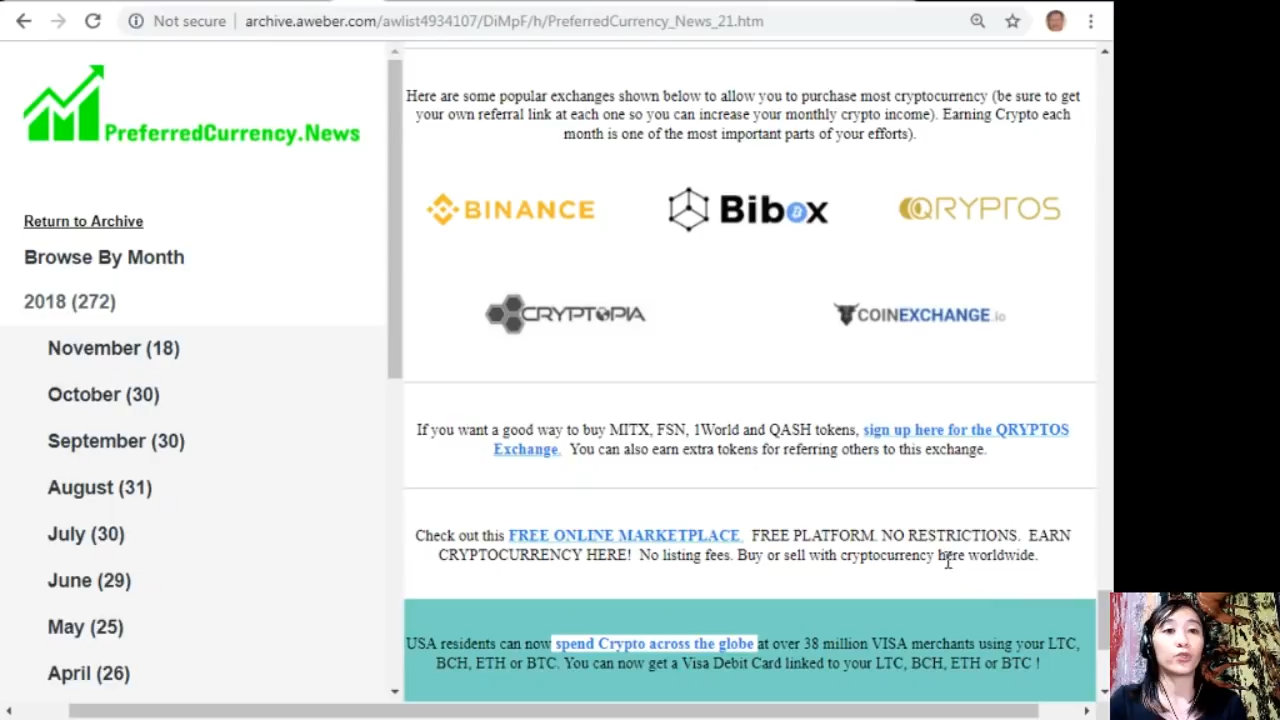 Not secure archive.aweber.com/awlist4934107/DiMpF/h/PreferredCurrency_News_21.htm
PreferredCurrency.News
Return to Archive
Browse By Month
2018 (272)
November (18)
October (30)
September (30)
August (31)
July (30)
June (29)
May (25)
April (26)
Here are some popular exchanges shown below to allow you to purchase most cryptocurrency (be sure to get
your own referral link at each one so you can increase your monthly crypto income). Earning Crypto each
month is one of the most important parts of your efforts).
BINANCE
Bibox
QRYPTOS
CRYPTOPIA
COINEXCHANGE.io
If you want a good way to buy MITX, FSN, 1World and QASH tokens, sign up here for the QRYPTOS
Exchange. You can also earn extra tokens for referring others to this exchange.
Check out this FREE ONLINE MARKETPLACE. FREE PLATFORM. NO RESTRICTIONS. EARN
CRYPTOCURRENCY HERE! No listing fees. Buy or sell with cryptocurrency here worldwide.
USA residents can now spend Crypto across the globe at over 38 million VISA merchants using your LTC,
BCH, ETH or BTC. You can now get a Visa Debit Card linked to your LTC, BCH, ETH or BTC !